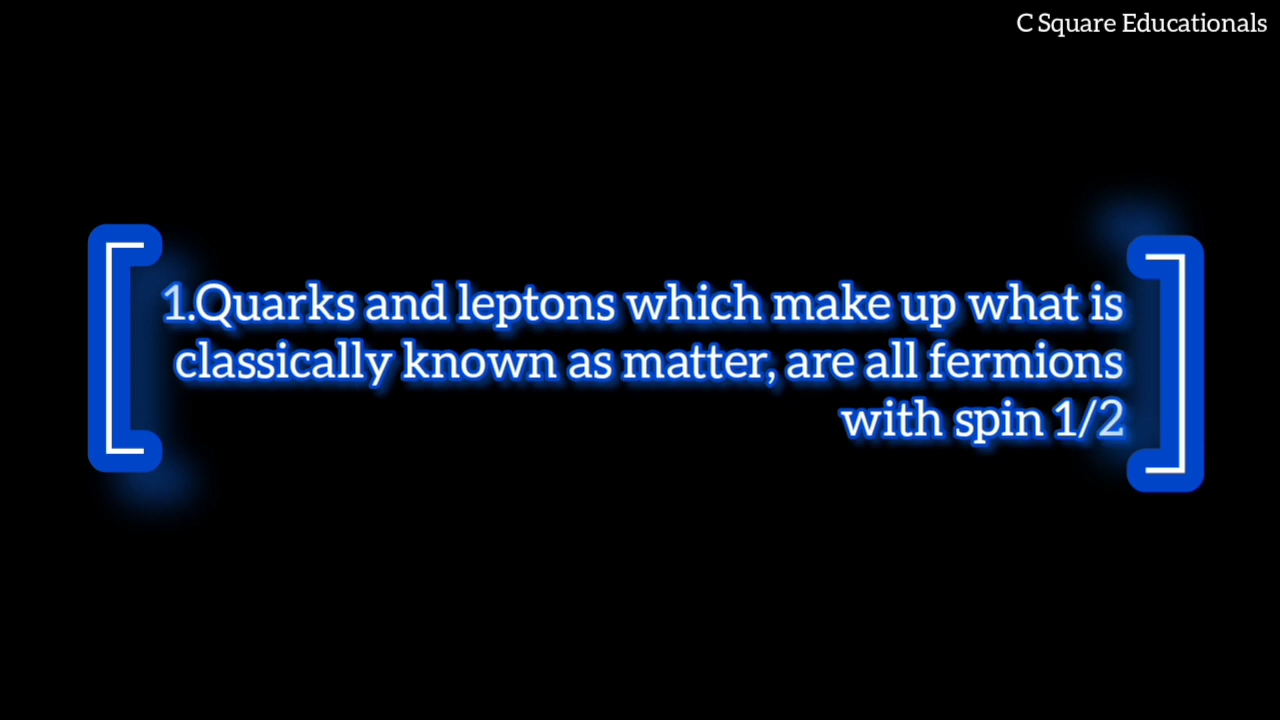 C Square Educationals
1.Quarks and leptons which make up what is
classically known as matter, are all fermions
with spin 1/2